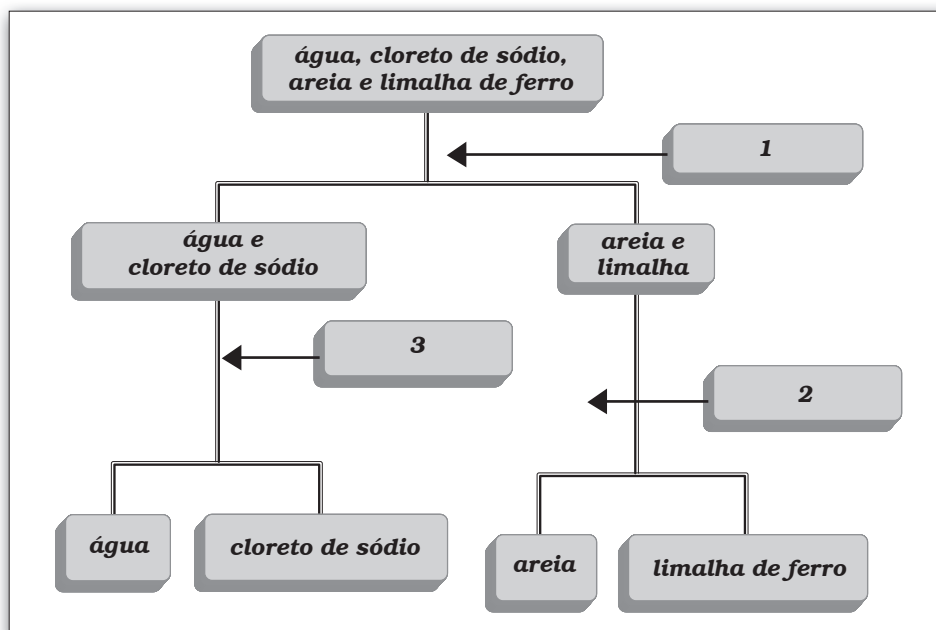 água, cloreto de sódio,
areia e limalha de ferro
1
água e
cloreto de sódio
areia e
limalha
3
2
água
cloreto de sódio
areia
limalha de ferro